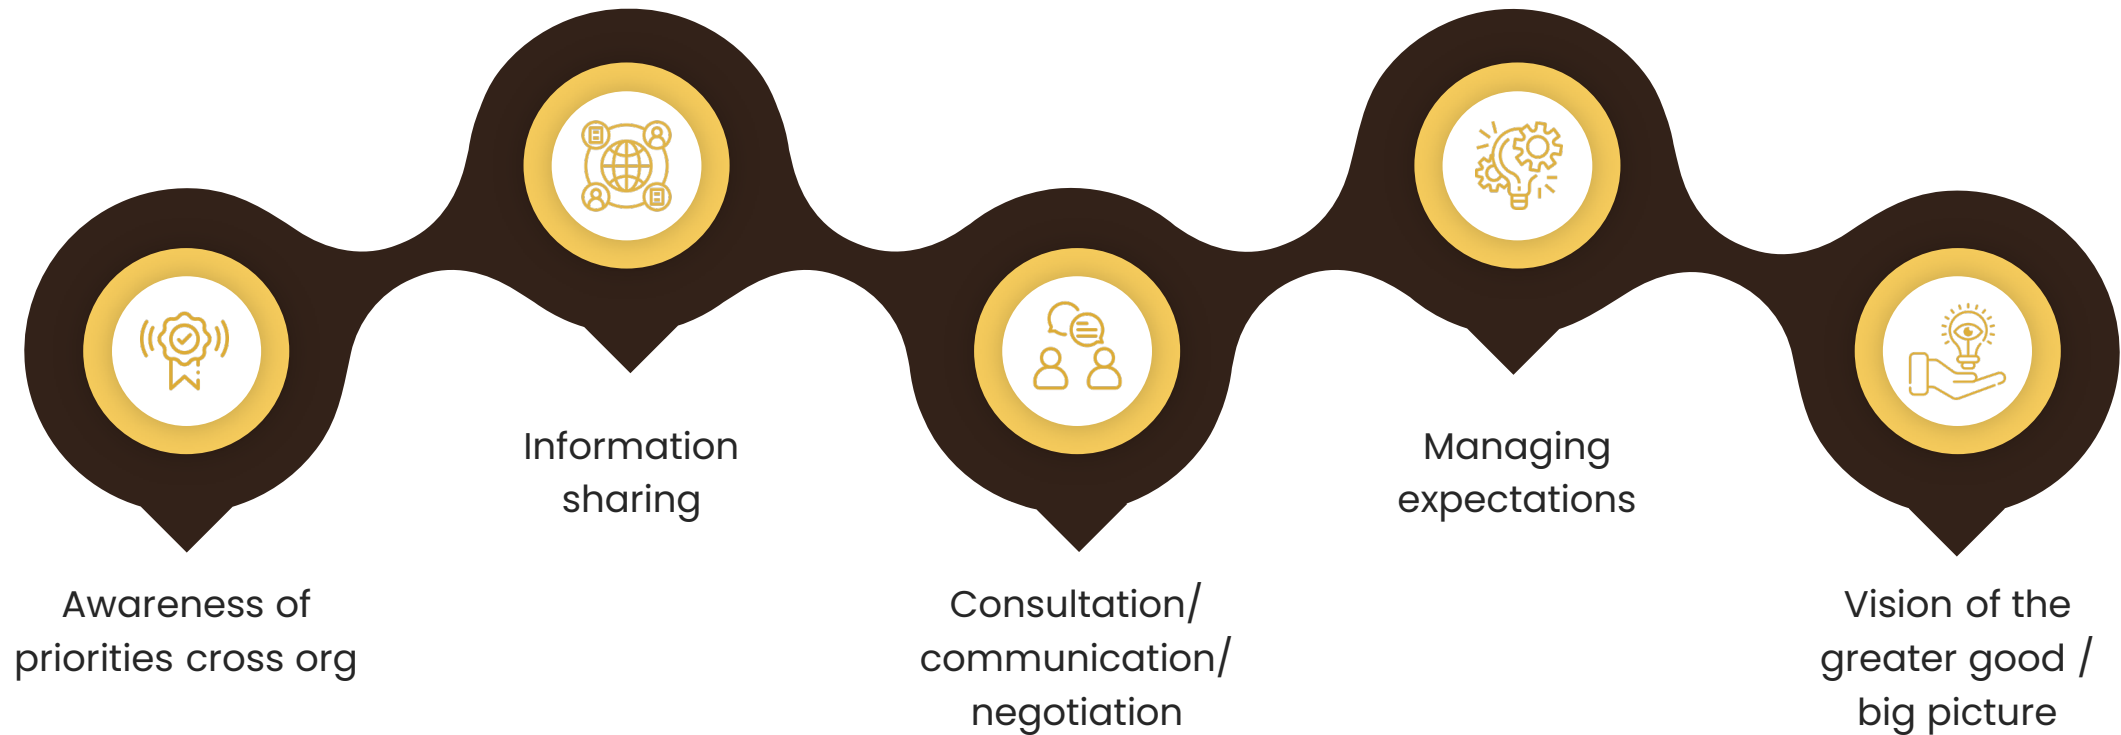 Awareness of
priorities cross org
Information
sharing
Consultation/
communication/
negotiation
Managing
expectations
Vision of the
greater good /
big picture